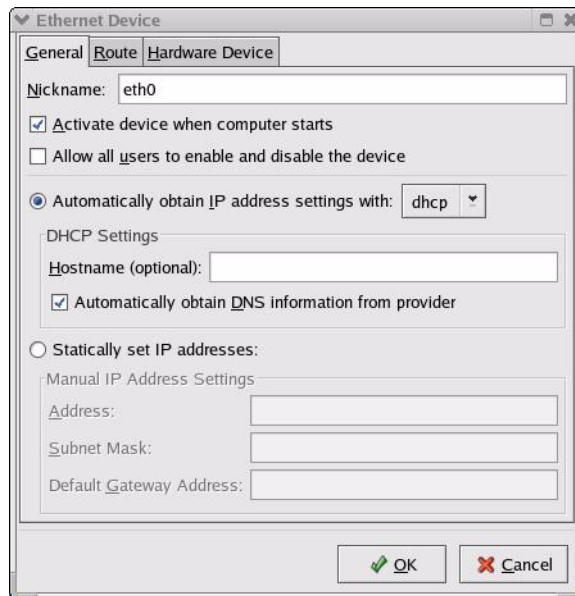 Ethernet Device
General Route Hardware Device
Nickname: eth0
Activate device when computer starts
Allow all users to enable and disable the device
Automatically obtain IP address settings with: dhcp
DHCP Settings
Hostname (optional):
Automatically obtain DNS information from provider
Statically set IP addresses:
Manual IP Address Settings
Address:
Subnet Mask:
Default Gateway Address:
OK Cancel